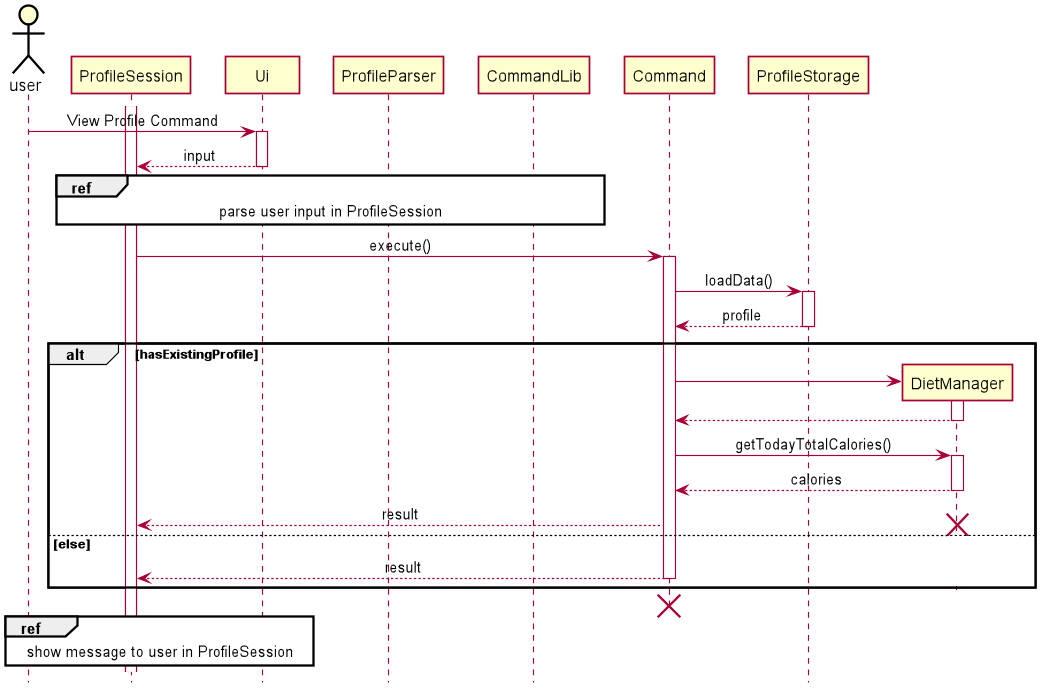 user
ProfileSession
Ui
ProfileParser
CommandLib
Command
ProfileStorage
View Profile Command
input
ref
parse user input in ProfileSession
execute()
loadData()
profile
alt
[hasExistingProfile]
DietManager
getTodayTotalCalories()
calories
result
[else]
result
ref
show message to user in ProfileSession